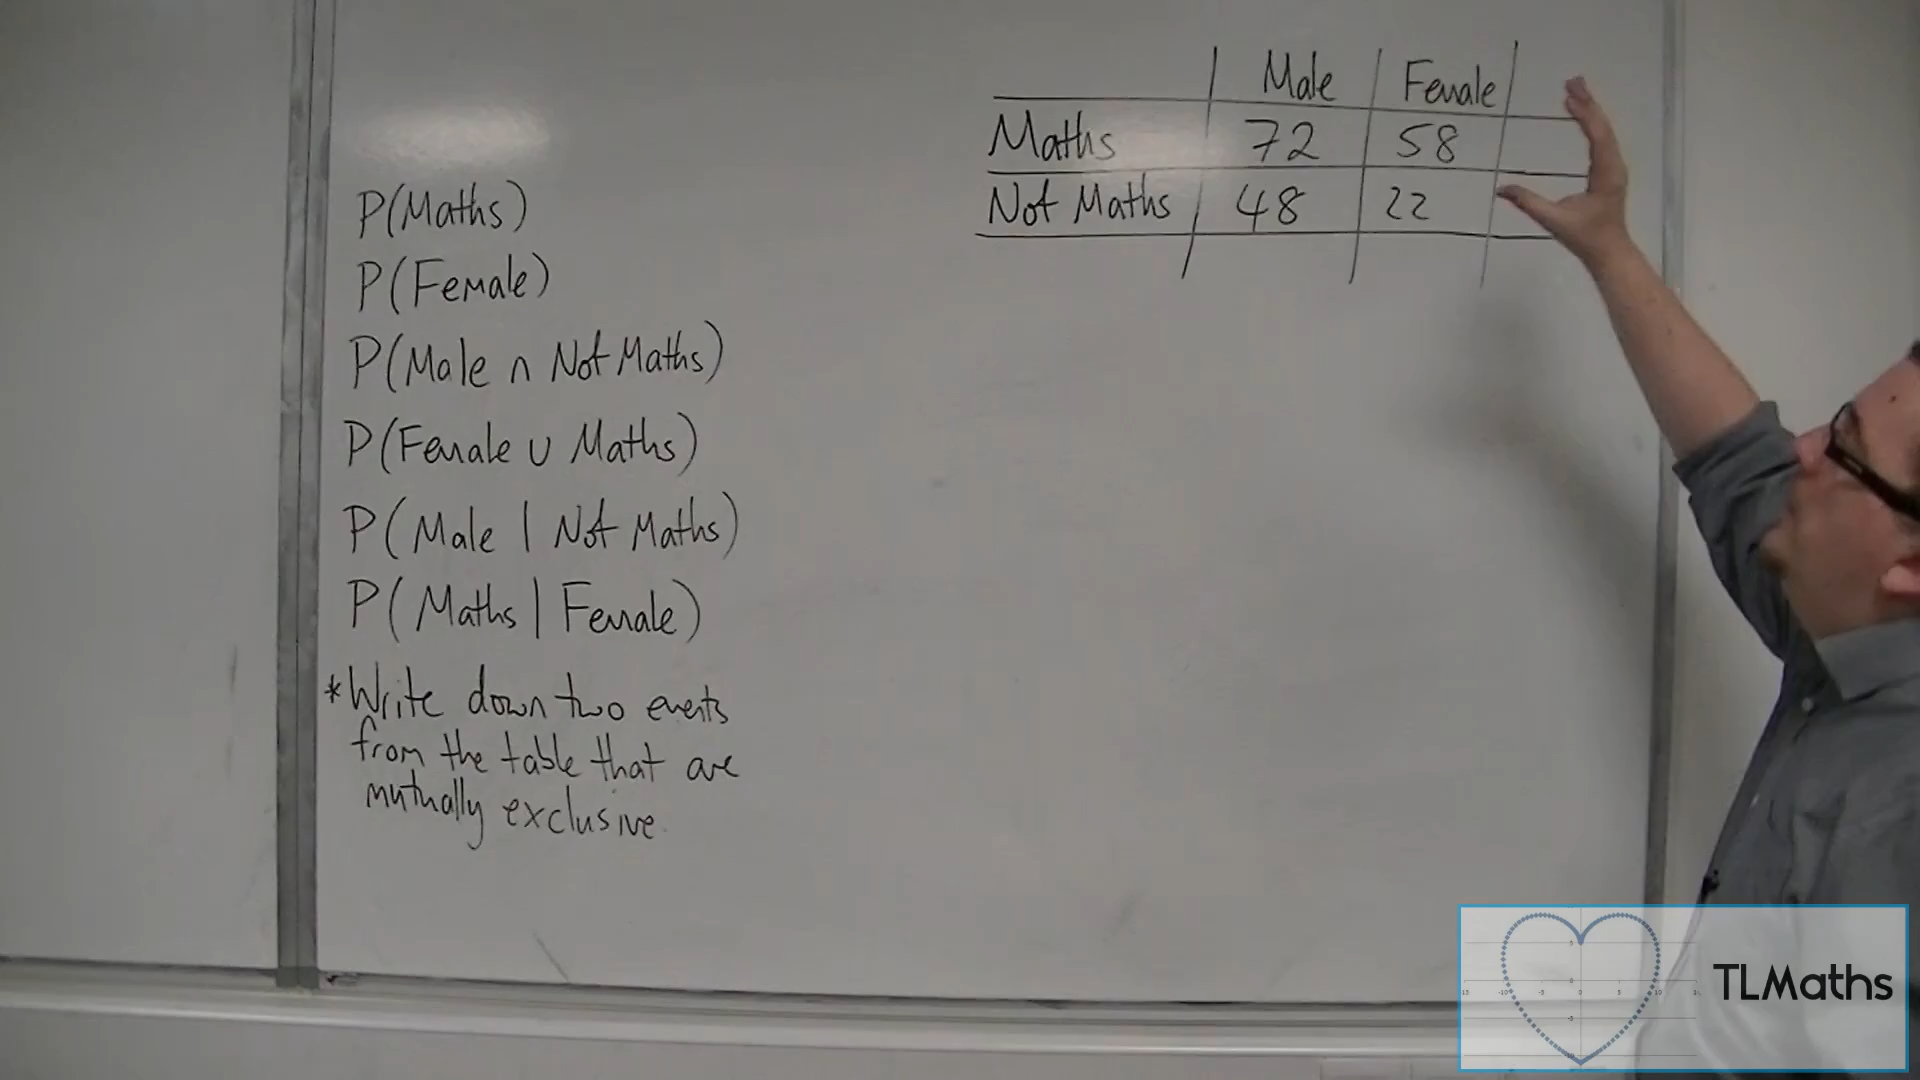 Male Female
Maths 72 58
Not Maths 48 22
P(Maths)
P(Female)
P(Male ∩ Not Maths)
P(Female ∪ Maths)
P(Male | Not Maths)
P(Maths | Female)
*Write down two events
from the table that are
mutually exclusive.
TLMaths